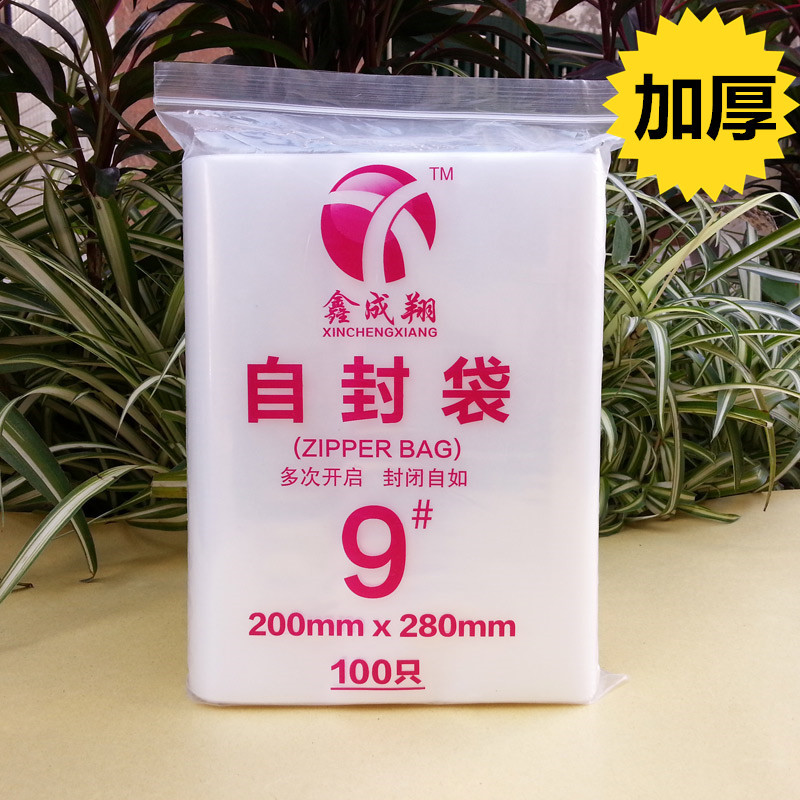 加厚
TM
鑫成翔
XINCHENGXIANG
自封袋
(ZIPPER BAG)
多次开启 封闭自如
9#
200mm x 280mm
100只